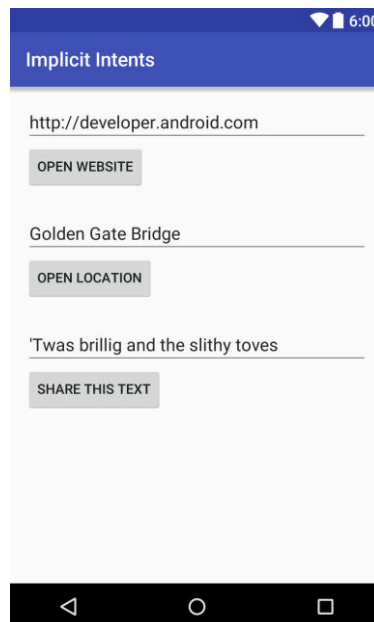 6:00
Implicit Intents
http://developer.android.com
OPEN WEBSITE
Golden Gate Bridge
OPEN LOCATION
'Twas brillig and the slithy toves
SHARE THIS TEXT